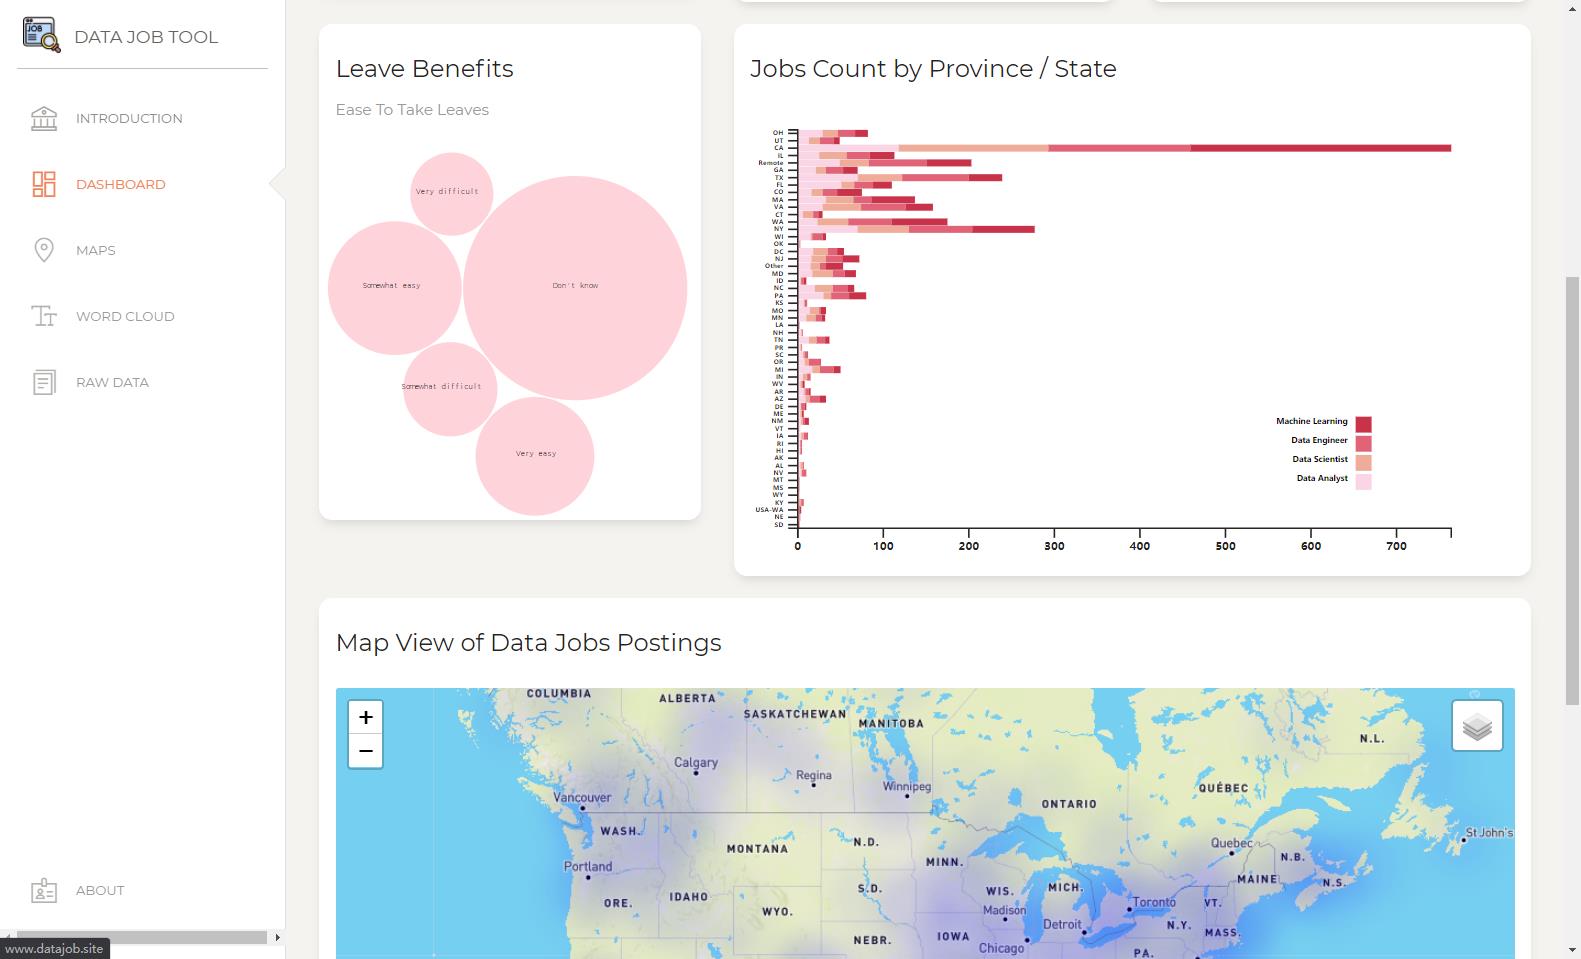 DATA JOB TOOL
INTRODUCTION
DASHBOARD
MAPS
WORD CLOUD
RAW DATA
ABOUT
www.datajob.site
Leave Benefits
Ease To Take Leaves
Very difficult
Somewhat easy
Don't know
Somewhat difficult
Very easy
Jobs Count by Province / State
OH
UT
CA
IL
Remote
GA
TX
FL
CO
MA
VA
CT
WA
NY
WI
OK
DC
NJ
Other
MD
ID
NC
PA
KS
MO
MN
LA
NH
TN
PR
SC
OR
MI
IN
WV
AR
AZ
DE
ME
NM
VT
IA
RI
HI
AK
AL
NV
MT
MS
WY
KY
USA-WA
NE
SD
0 100 200 300 400 500 600 700
Machine Learning
Data Engineer
Data Scientist
Data Analyst
Map View of Data Jobs Postings
+
−
COLUMBIA
ALBERTA
SASKATCHEWAN
MANITOBA
N.L.
Calgary
Regina
Winnipeg
QUÉBEC
Vancouver
ONTARIO
WASH.
MONTANA
N.D.
St John's
Quebec
MINN.
N.B.
Portland
MAINE
N.S.
ORE.
IDAHO
S.D.
WIS.
MICH.
WYO.
Madison
Toronto
VT.
Detroit
N.Y.
MASS.
NEBR.
IOWA
Chicago
PA.